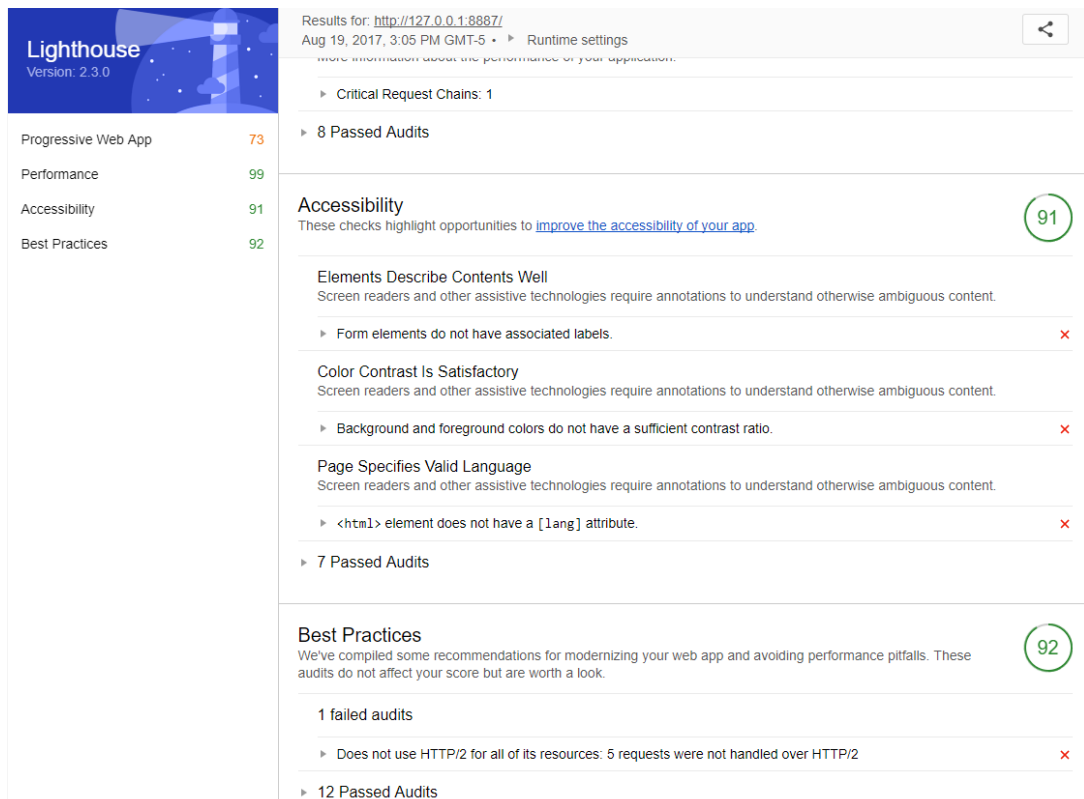 Lighthouse
Version: 2.3.0
Progressive Web App 73
Performance 99
Accessibility 91
Best Practices 92
Results for: http://127.0.0.1:8887/
Aug 19, 2017, 3:05 PM GMT-5 • Runtime settings
More information about the performance of your application.
Critical Request Chains: 1
8 Passed Audits
Accessibility
These checks highlight opportunities to improve the accessibility of your app.
91
Elements Describe Contents Well
Screen readers and other assistive technologies require annotations to understand otherwise ambiguous content.
Form elements do not have associated labels.
Color Contrast Is Satisfactory
Screen readers and other assistive technologies require annotations to understand otherwise ambiguous content.
Background and foreground colors do not have a sufficient contrast ratio.
Page Specifies Valid Language
Screen readers and other assistive technologies require annotations to understand otherwise ambiguous content.
<html> element does not have a [lang] attribute.
7 Passed Audits
Best Practices
We've compiled some recommendations for modernizing your web app and avoiding performance pitfalls. These
audits do not affect your score but are worth a look.
92
1 failed audits
Does not use HTTP/2 for all of its resources: 5 requests were not handled over HTTP/2
12 Passed Audits